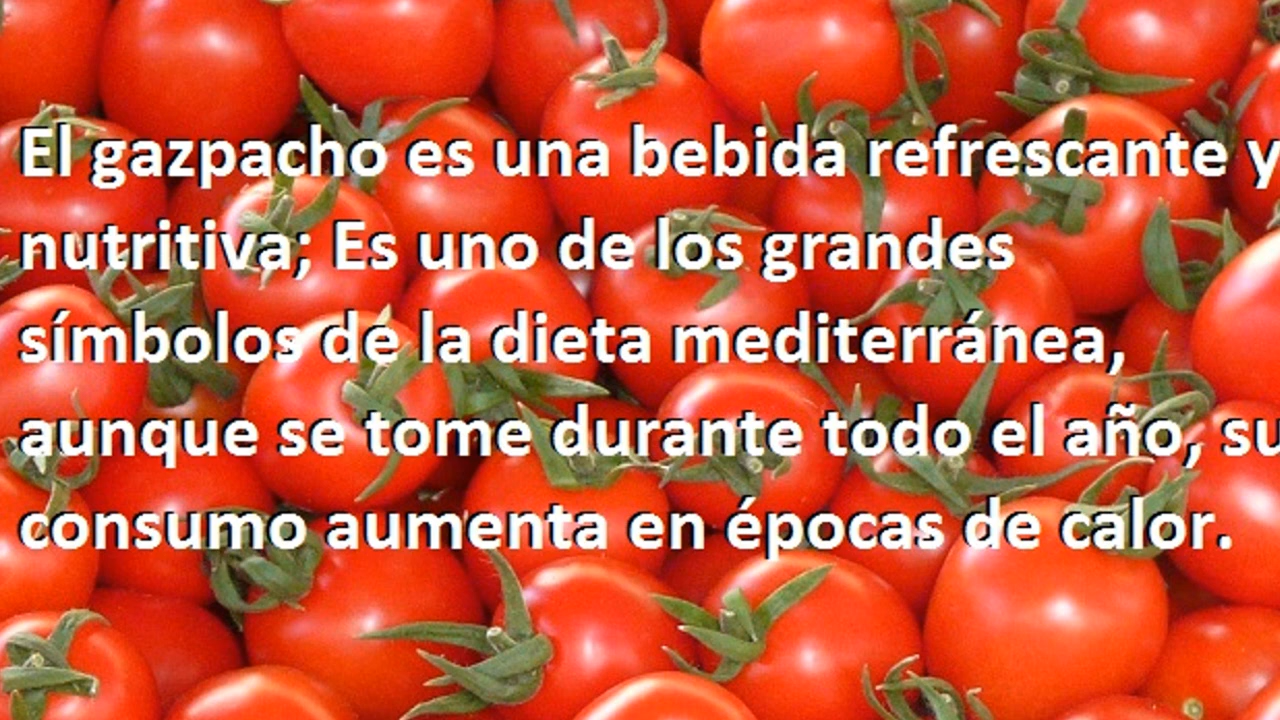 El gazpacho es una bebida refrescante y
nutritiva; Es uno de los grandes
símbolos de la dieta mediterránea,
aunque se tome durante todo el año, su
consumo aumenta en épocas de calor.